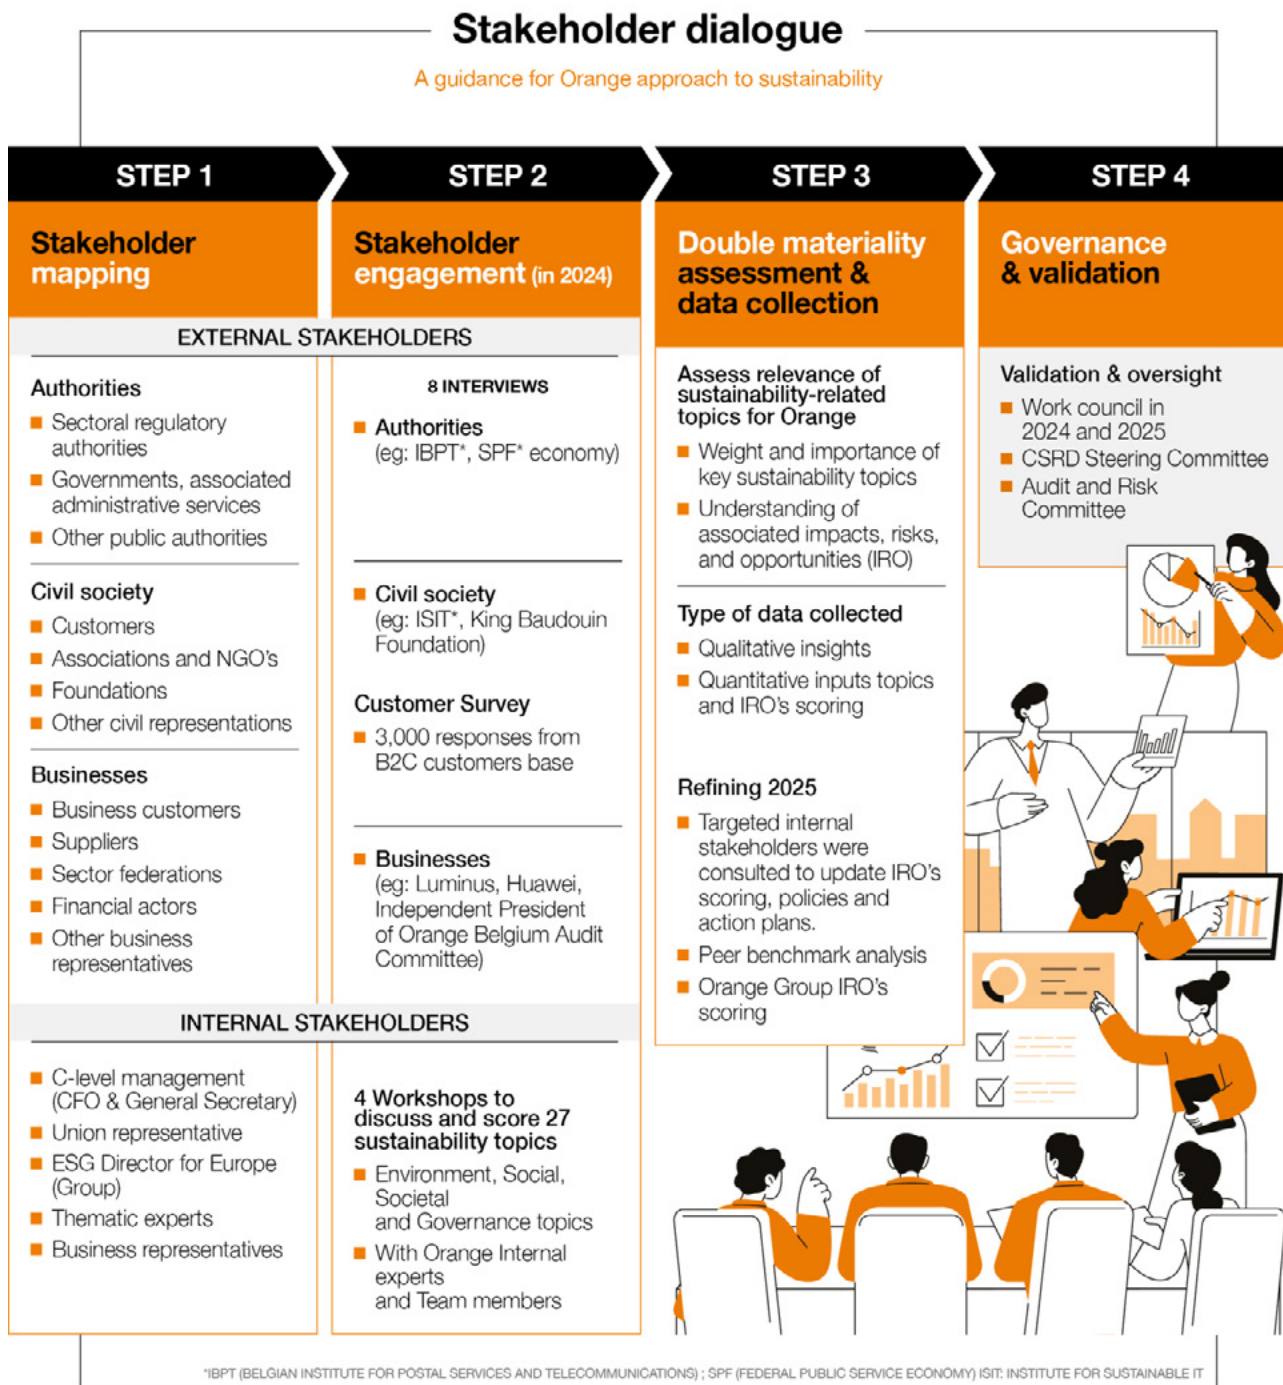 Stakeholder dialogue
A guidance for Orange approach to sustainability
STEP 1
Stakeholder
mapping
STEP 2
Stakeholder
engagement (in 2024)
EXTERNAL STAKEHOLDERS
Authorities
Sectoral regulatory
authorities
Governments, associated
administrative services
Other public authorities
Civil society
Customers
Associations and NGO's
Foundations
Other civil representations
Businesses
Business customers
Suppliers
Sector federations
Financial actors
Other business
representatives
8 INTERVIEWS
Authorities
(eg: IBPT*, SPF* economy)
Civil society
(eg: ISIT*, King Baudouin
Foundation)
Customer Survey
3,000 responses from
B2C customers base
Businesses
(eg: Luminus, Huawei,
Independent President
of Orange Belgium Audit
Committee)
INTERNAL STAKEHOLDERS
C-level management
(CFO & General Secretary)
Union representative
ESG Director for Europe
(Group)
Thematic experts
Business representatives
4 Workshops to
discuss and score 27
sustainability topics
Environment, Social,
Societal
and Governance topics
With Orange Internal
experts
and Team members
STEP 3
Double materiality
assessment &
data collection
Assess relevance of
sustainability-related
topics for Orange
Weight and importance of
key sustainability topics
Understanding of
associated impacts, risks,
and opportunities (IRO)
Type of data collected
Qualitative insights
Quantitative inputs topics
and IRO's scoring
Refining 2025
Targeted internal
stakeholders were
consulted to update IRO's
scoring, policies and
action plans.
Peer benchmark analysis
Orange Group IRO's
scoring
STEP 4
Governance
& validation
Validation & oversight
Work council in
2024 and 2025
CSRD Steering Committee
Audit and Risk
Committee
*IBPT (BELGIAN INSTITUTE FOR POSTAL SERVICES AND TELECOMMUNICATIONS) ; SPF (FEDERAL PUBLIC SERVICE ECONOMY) ISIT: INSTITUTE FOR SUSTAINABLE IT